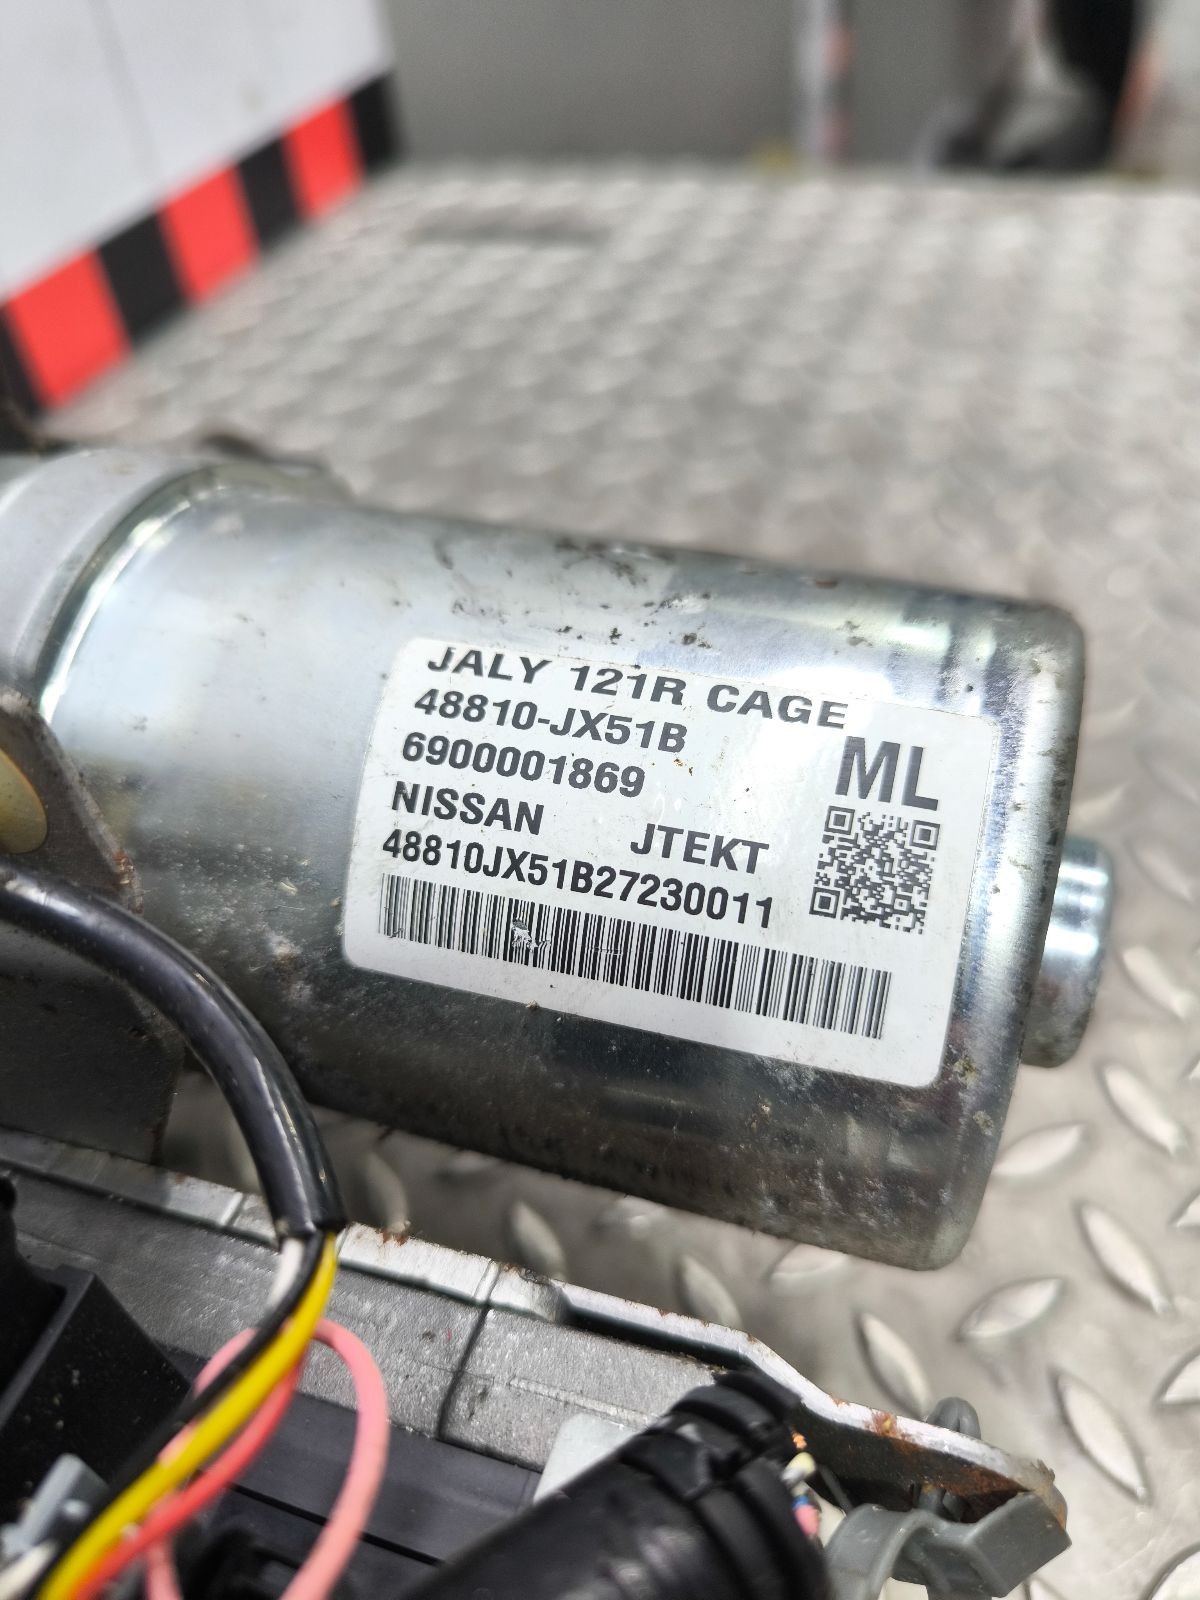 JALY 121R CAGE
48810-JX51B
6900001869
ML
NISSAN JTEKT
48810JX51B27230011